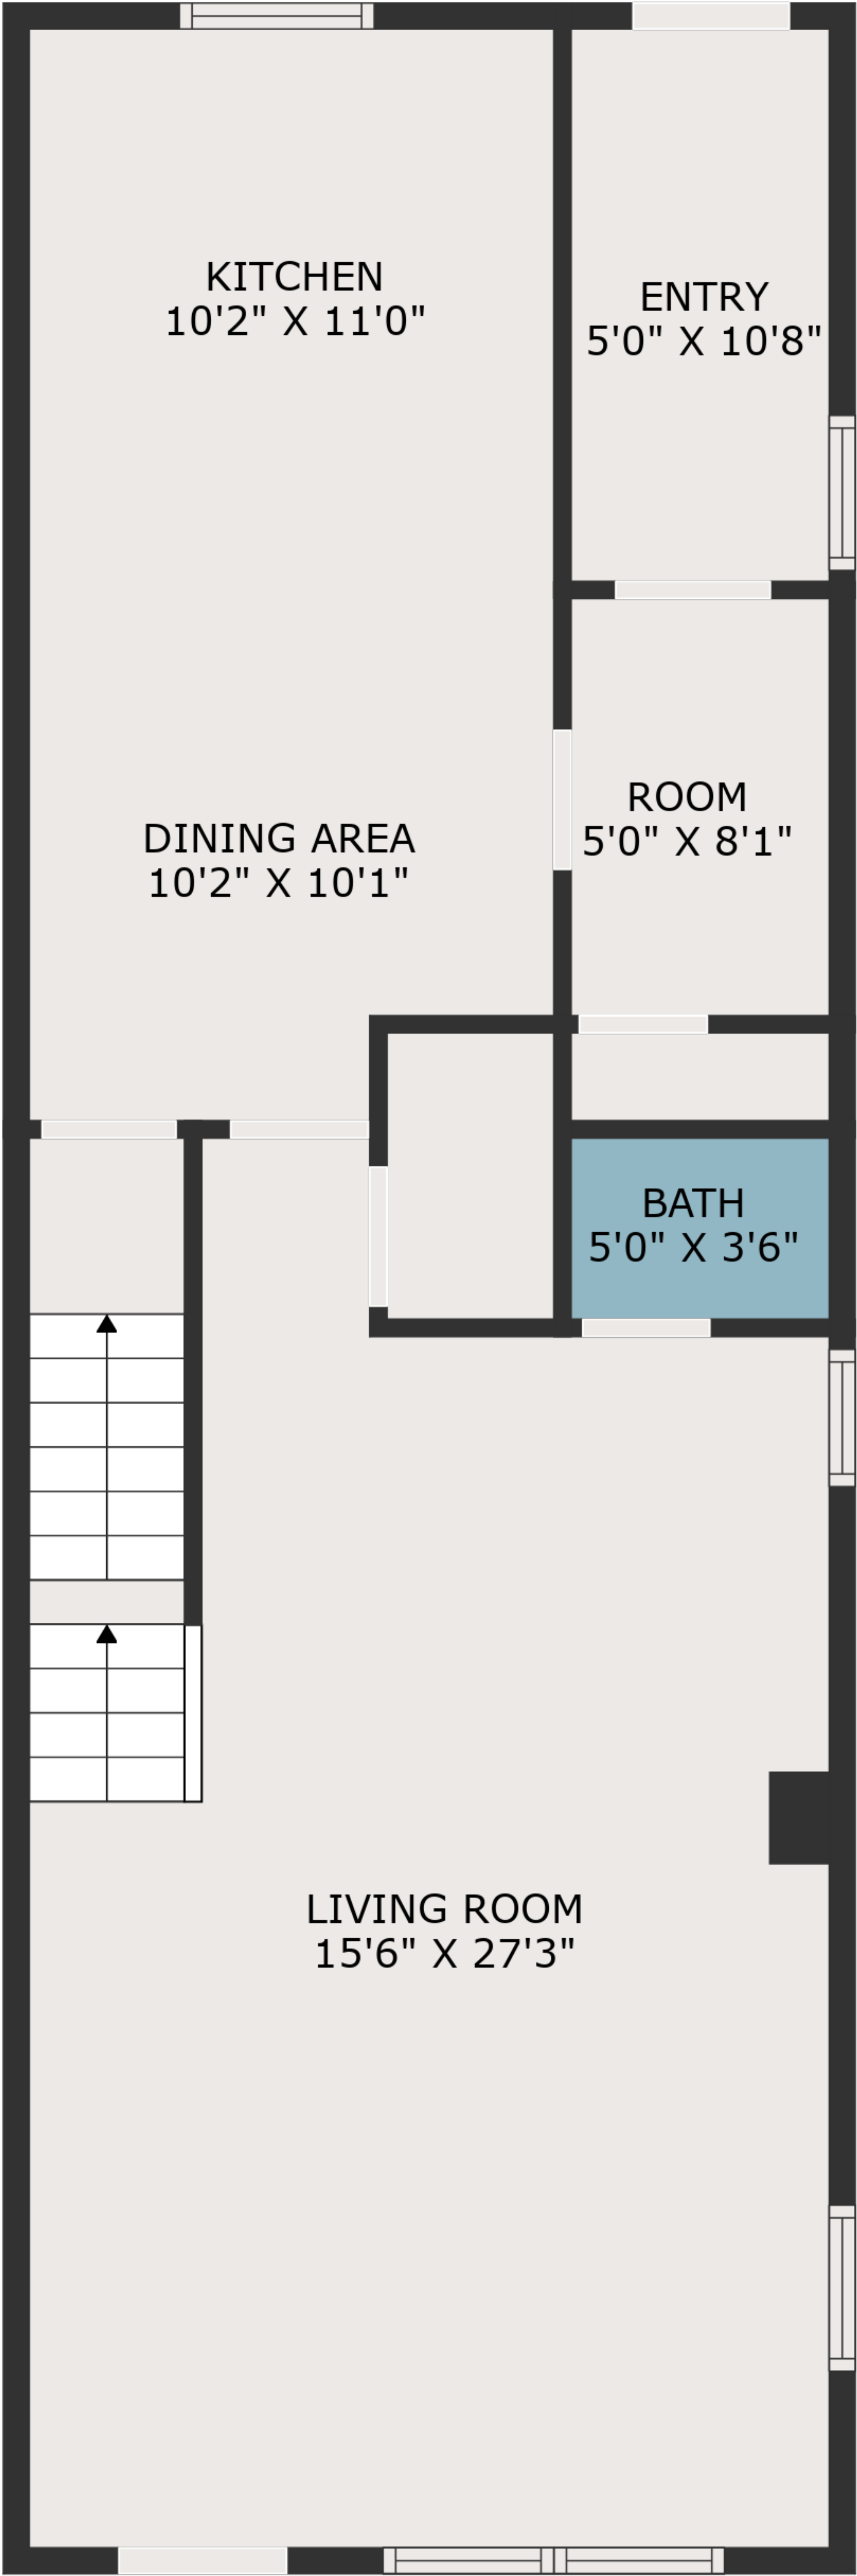 KITCHEN
10'2" X 11'0"
ENTRY
5'0" X 10'8"
ROOM
5'0" X 8'1"
DINING AREA
10'2" X 10'1"
BATH
5'0" X 3'6"
LIVING ROOM
15'6" X 27'3"